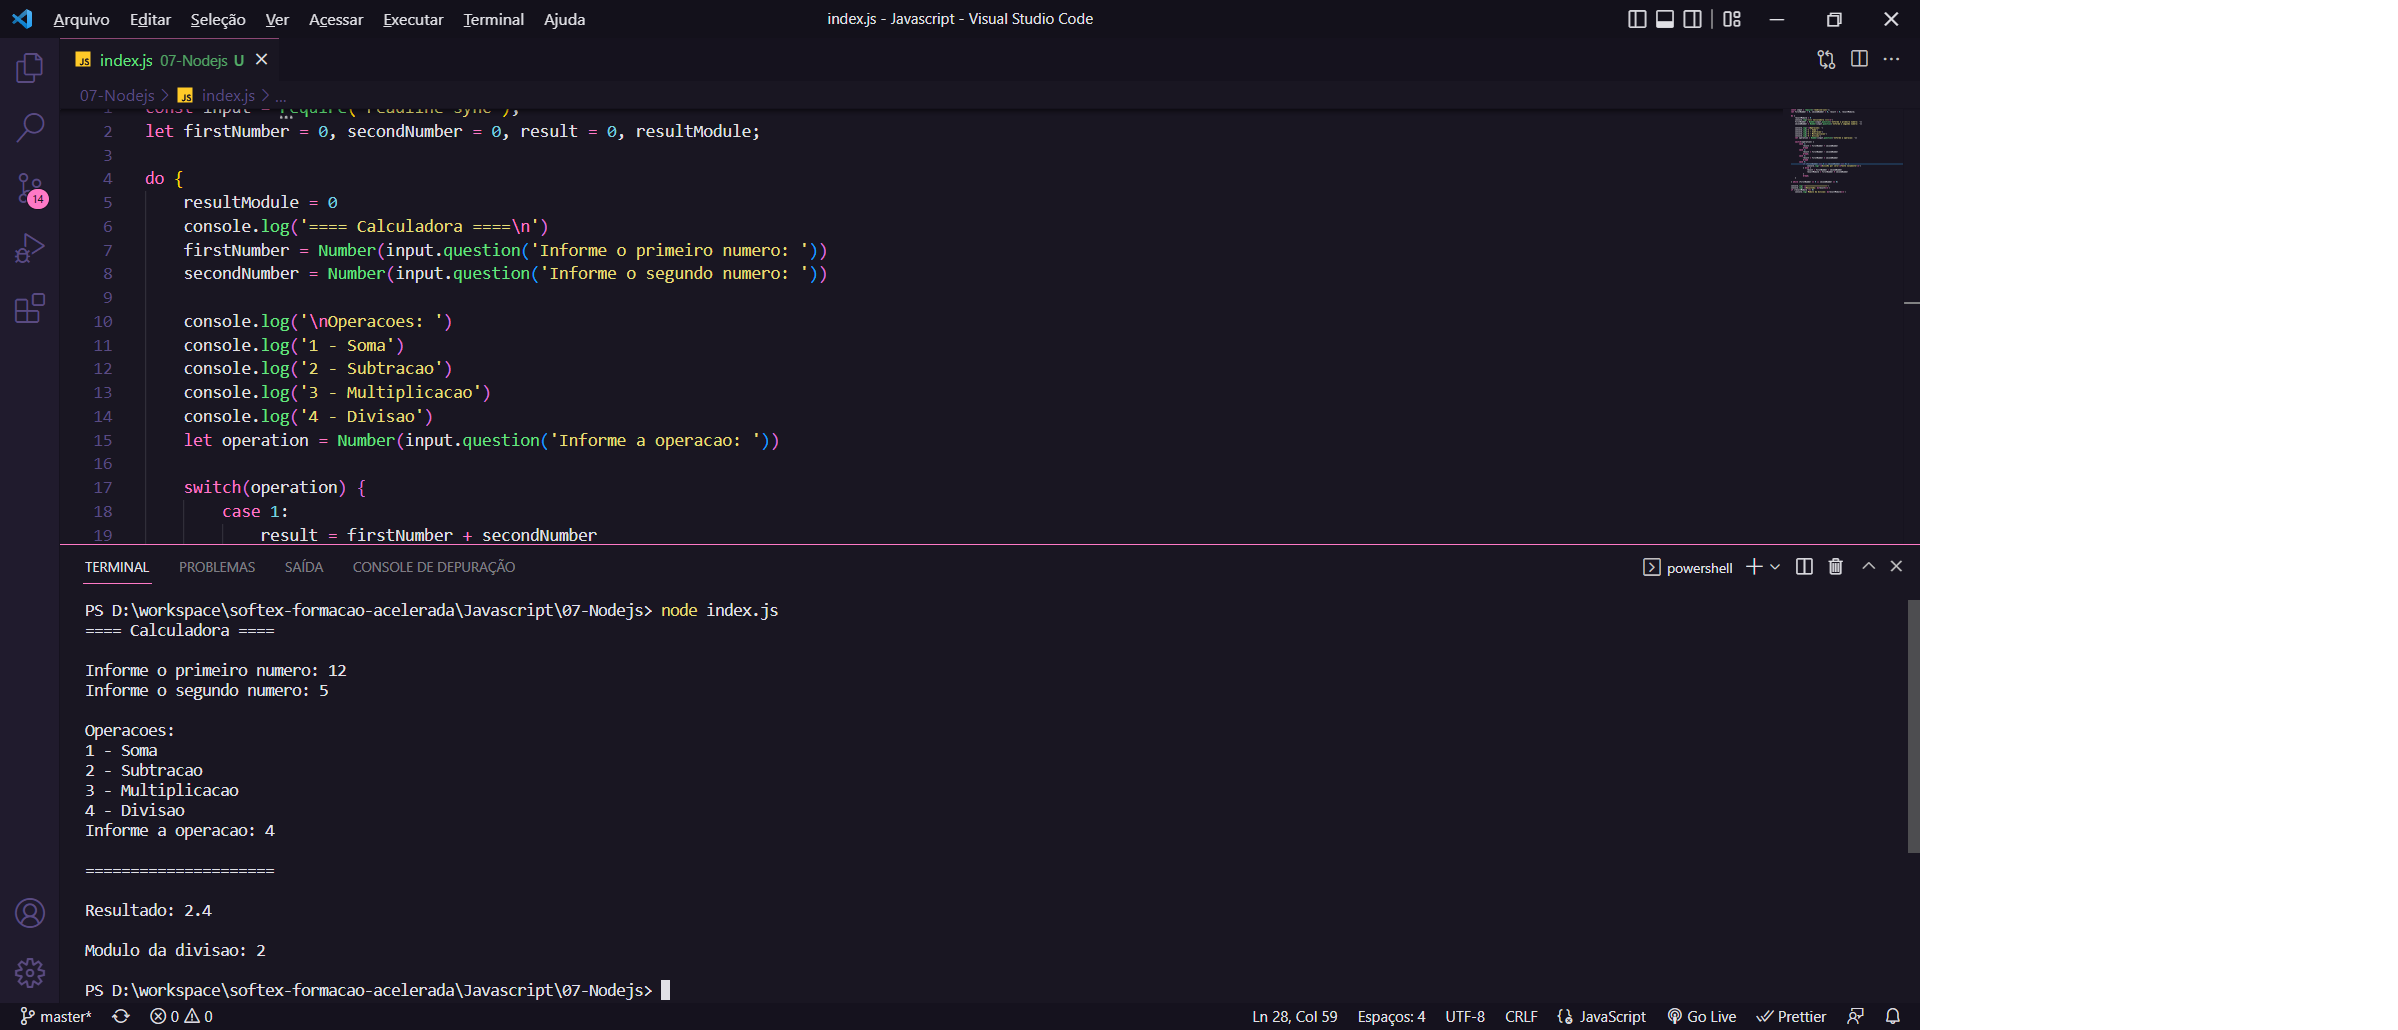 Arquivo Editar Seleção Ver Acessar Executar Terminal Ajuda
index.js - Javascript - Visual Studio Code
JS index.js 07-Nodejs U
07-Nodejs > JS index.js > ...
14
1 const input = require('readline-sync');
2 let firstNumber = 0, secondNumber = 0, result = 0, resultModule;
3
4 do {
5 resultModule = 0
6 console.log('==== Calculadora ====\n')
7 firstNumber = Number(input.question('Informe o primeiro numero: '))
8 secondNumber = Number(input.question('Informe o segundo numero: '))
9
10 console.log('\nOperacoes: ')
11 console.log('1 - Soma')
12 console.log('2 - Subtracao')
13 console.log('3 - Multiplicacao')
14 console.log('4 - Divisao')
15 let operation = Number(input.question('Informe a operacao: '))
16
17 switch(operation) {
18 case 1:
19 result = firstNumber + secondNumber
TERMINAL PROBLEMAS SAÍDA CONSOLE DE DEPURAÇÃO
powershell
PS D:\workspace\softex-formacao-acelerada\Javascript\07-Nodejs> node index.js
==== Calculadora ====
Informe o primeiro numero: 12
Informe o segundo numero: 5
Operacoes:
1 - Soma
2 - Subtracao
3 - Multiplicacao
4 - Divisao
Informe a operacao: 4
=====================
Resultado: 2.4
Modulo da divisao: 2
PS D:\workspace\softex-formacao-acelerada\Javascript\07-Nodejs>
master* 0 0
Ln 28, Col 59 Espaços: 4 UTF-8 CRLF JavaScript Go Live Prettier